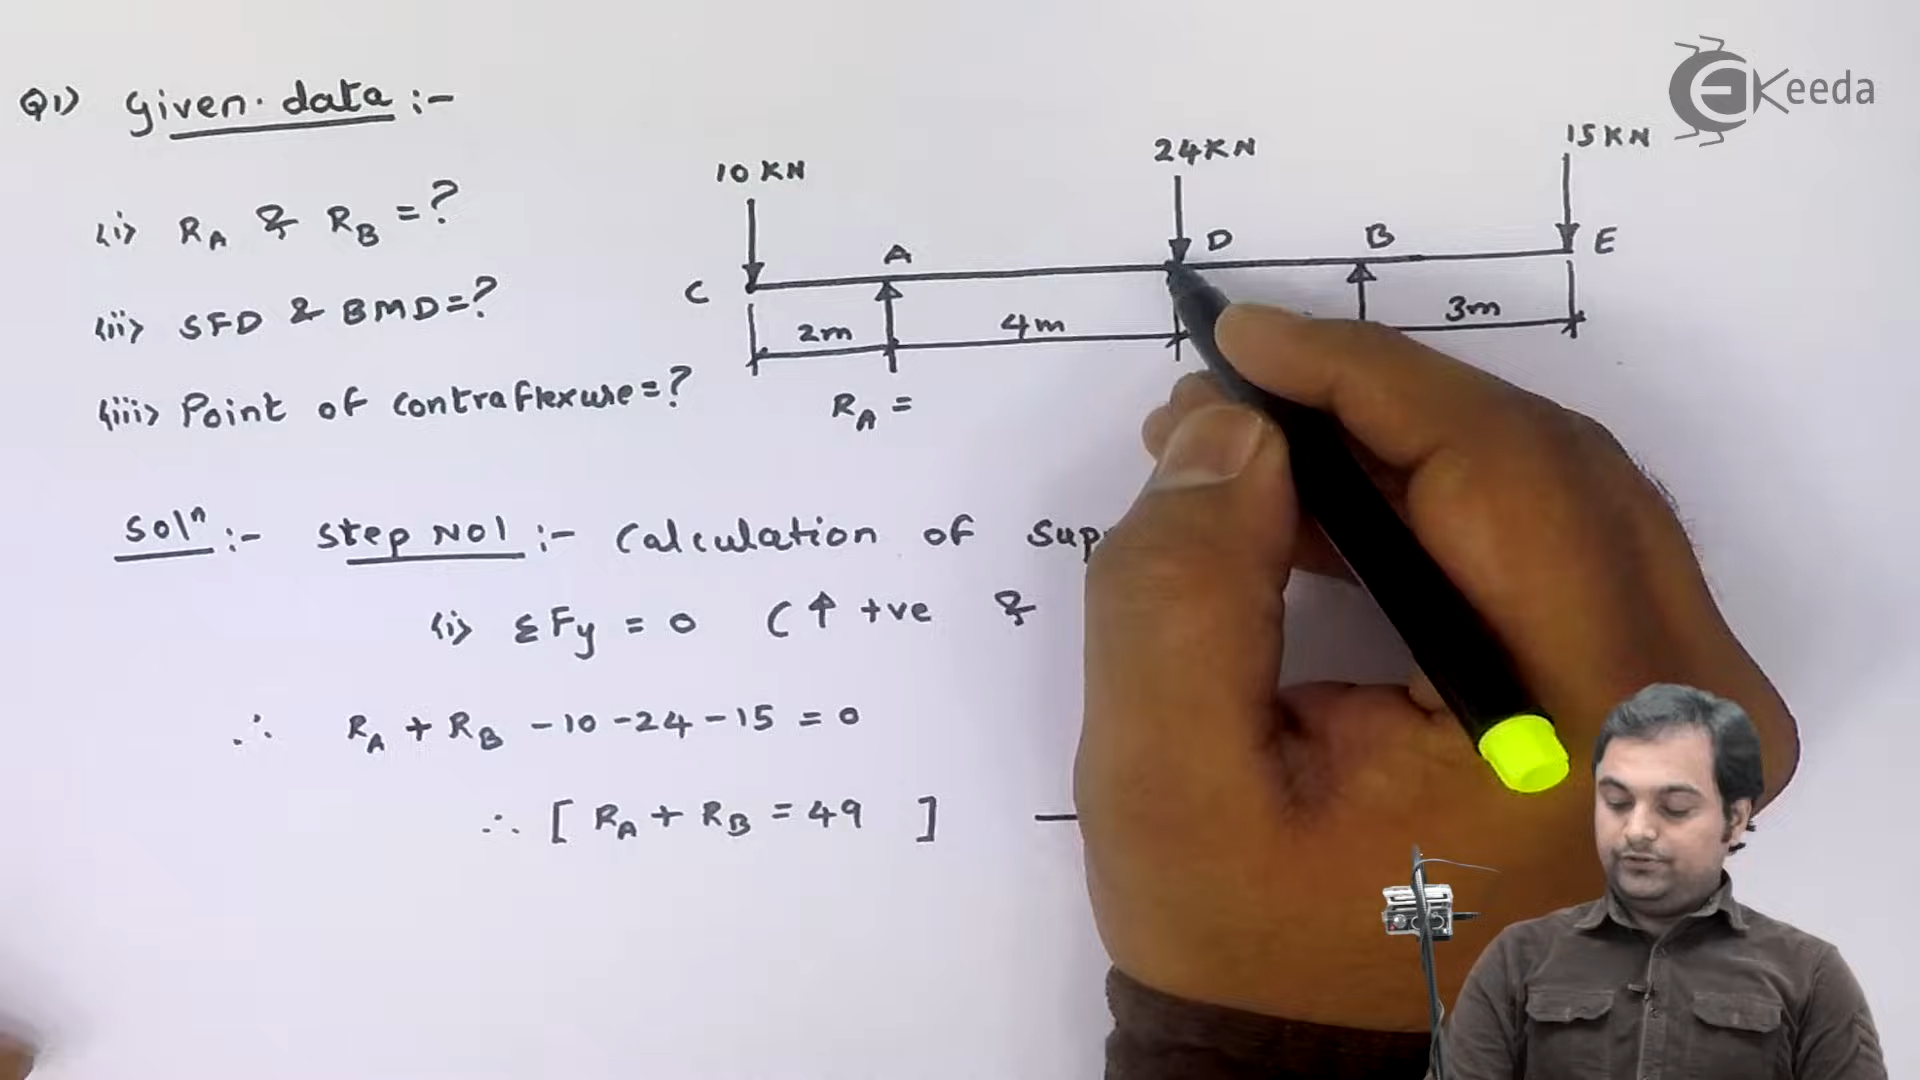 Q1) Given data :-
EKeeda
10 KN
24KN
15KN
(i) RA & RB = ?
C
A
D
B
E
2m
4m
3m
(ii) SFD & BMD = ?
(iii) Point of contraflexure = ?
RA =
Solⁿ :- Step No1 :- Calculation of
(i) ΣFy = 0 (↑ +ve &
∴ RA + RB - 10 - 24 - 15 = 0
∴ [ RA + RB = 49 ]